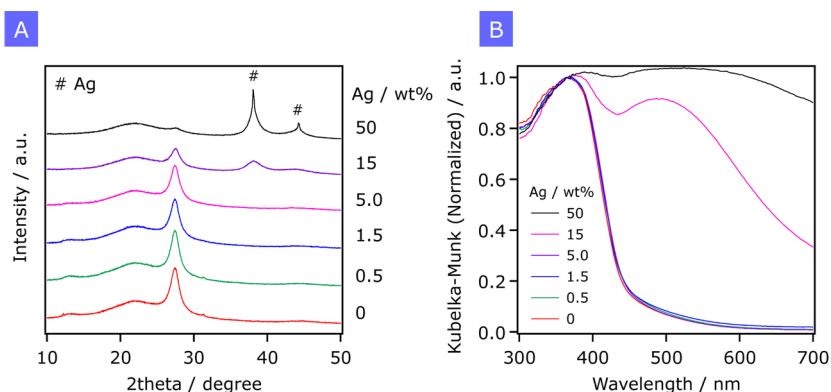 A
# Ag
#
#
Ag / wt%
50
15
5.0
1.5
0.5
0
Intensity / a.u.
10 20 30 40 50
2theta / degree
B
Kubelka-Munk (Normalized) / a.u.
1.0
0.8
0.6
0.4
0.2
0.0
Ag / wt%
50
15
5.0
1.5
0.5
0
300 400 500 600 700
Wavelength / nm